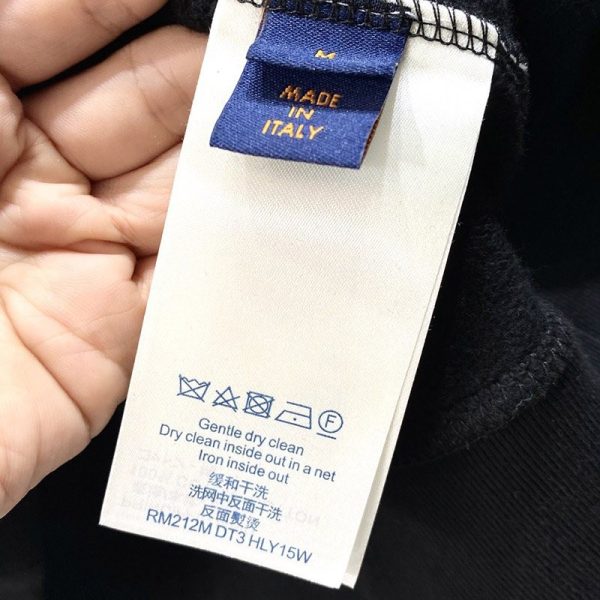 M
MADE
IN
ITALY
F
Gentle dry clean
Dry clean inside out in a net
Iron inside out
缓和干洗
洗网中反面干洗
反面熨烫
RM212M DT3 HLY15W